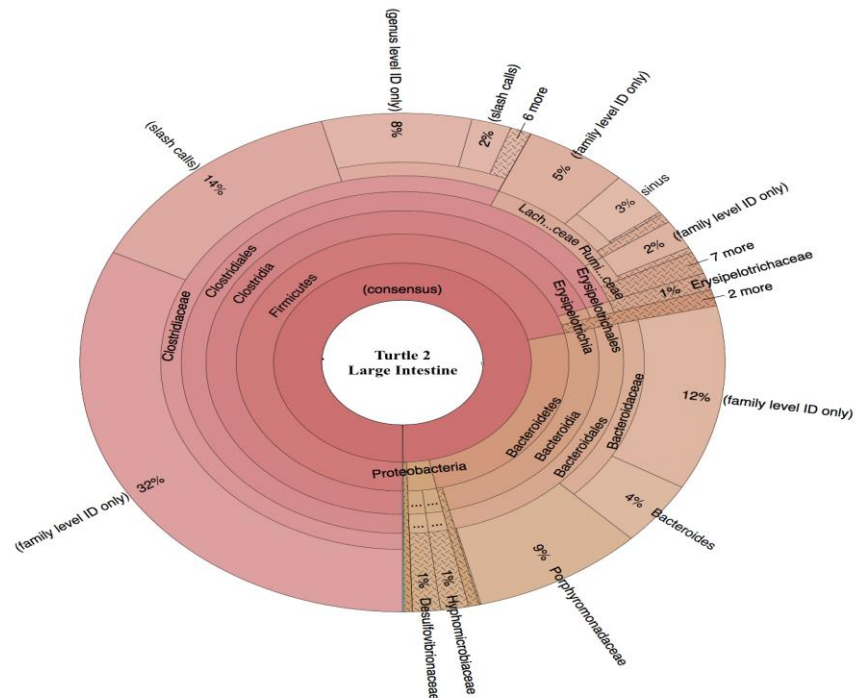 (genus level ID only)
8%
(slash calls)
2%
6 more
(family level ID only)
5%
(slash calls)
14%
sinus
3%
(family level ID only)
2%
7 more
Erysipelotrichaceae
1%
2 more
Lach...ceae
Rumi...ceae
Erysipelotrichales
Erysipelotrichia
Clostridiaceae
Clostridiales
Clostridia
Firmicutes
(consensus)
Turtle 2
Large Intestine
12%
(family level ID only)
Bacteroidaceae
Bacteroidales
Bacteroidia
Bacteroidetes
4%
Bacteroides
Proteobacteria
...
...
...
...
9%
Porphyromonadaceae
1%
Hyphomicrobiaceae
1%
Desulfovibrionaceae
32%
(family level ID only)